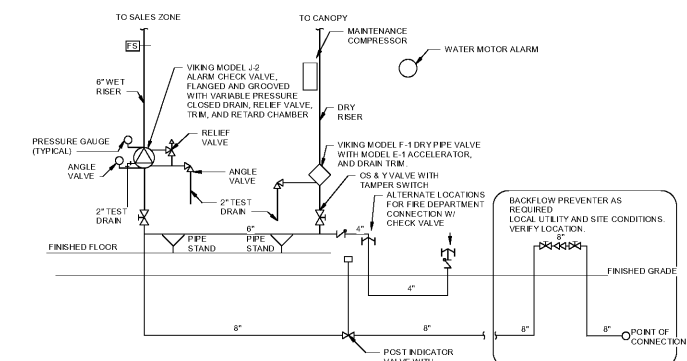 TO SALES ZONE
TO CANOPY
MAINTENANCE
COMPRESSOR
WATER MOTOR ALARM
FS
6" WET
RISER
VIKING MODEL J-2
ALARM CHECK VALVE,
FLANGED AND GROOVED
WITH VARIABLE PRESSURE
CLOSED DRAIN, RELIEF VALVE,
TRIM, AND RETARD CHAMBER
DRY
RISER
PRESSURE GAUGE
(TYPICAL)
RELIEF
VALVE
VIKING MODEL F-1 DRY PIPE VALVE
WITH MODEL E-1 ACCELERATOR,
AND DRAIN TRIM.
ANGLE
VALVE
ANGLE
VALVE
OS & Y VALVE WITH
TAMPER SWITCH
ALTERNATE LOCATIONS
FOR FIRE DEPARTMENT
CONNECTION W/
CHECK VALVE
2" TEST
DRAIN
2" TEST
DRAIN
BACKFLOW PREVENTER AS
REQUIRED
LOCAL UTILITY AND SITE CONDITIONS.
VERIFY LOCATION.
6"
4"
8"
PIPE
STAND
PIPE
STAND
FINISHED FLOOR
FINISHED GRADE
4"
8"
8"
8"
8"
POINT OF
CONNECTION
POST INDICATOR
VALVE WITH